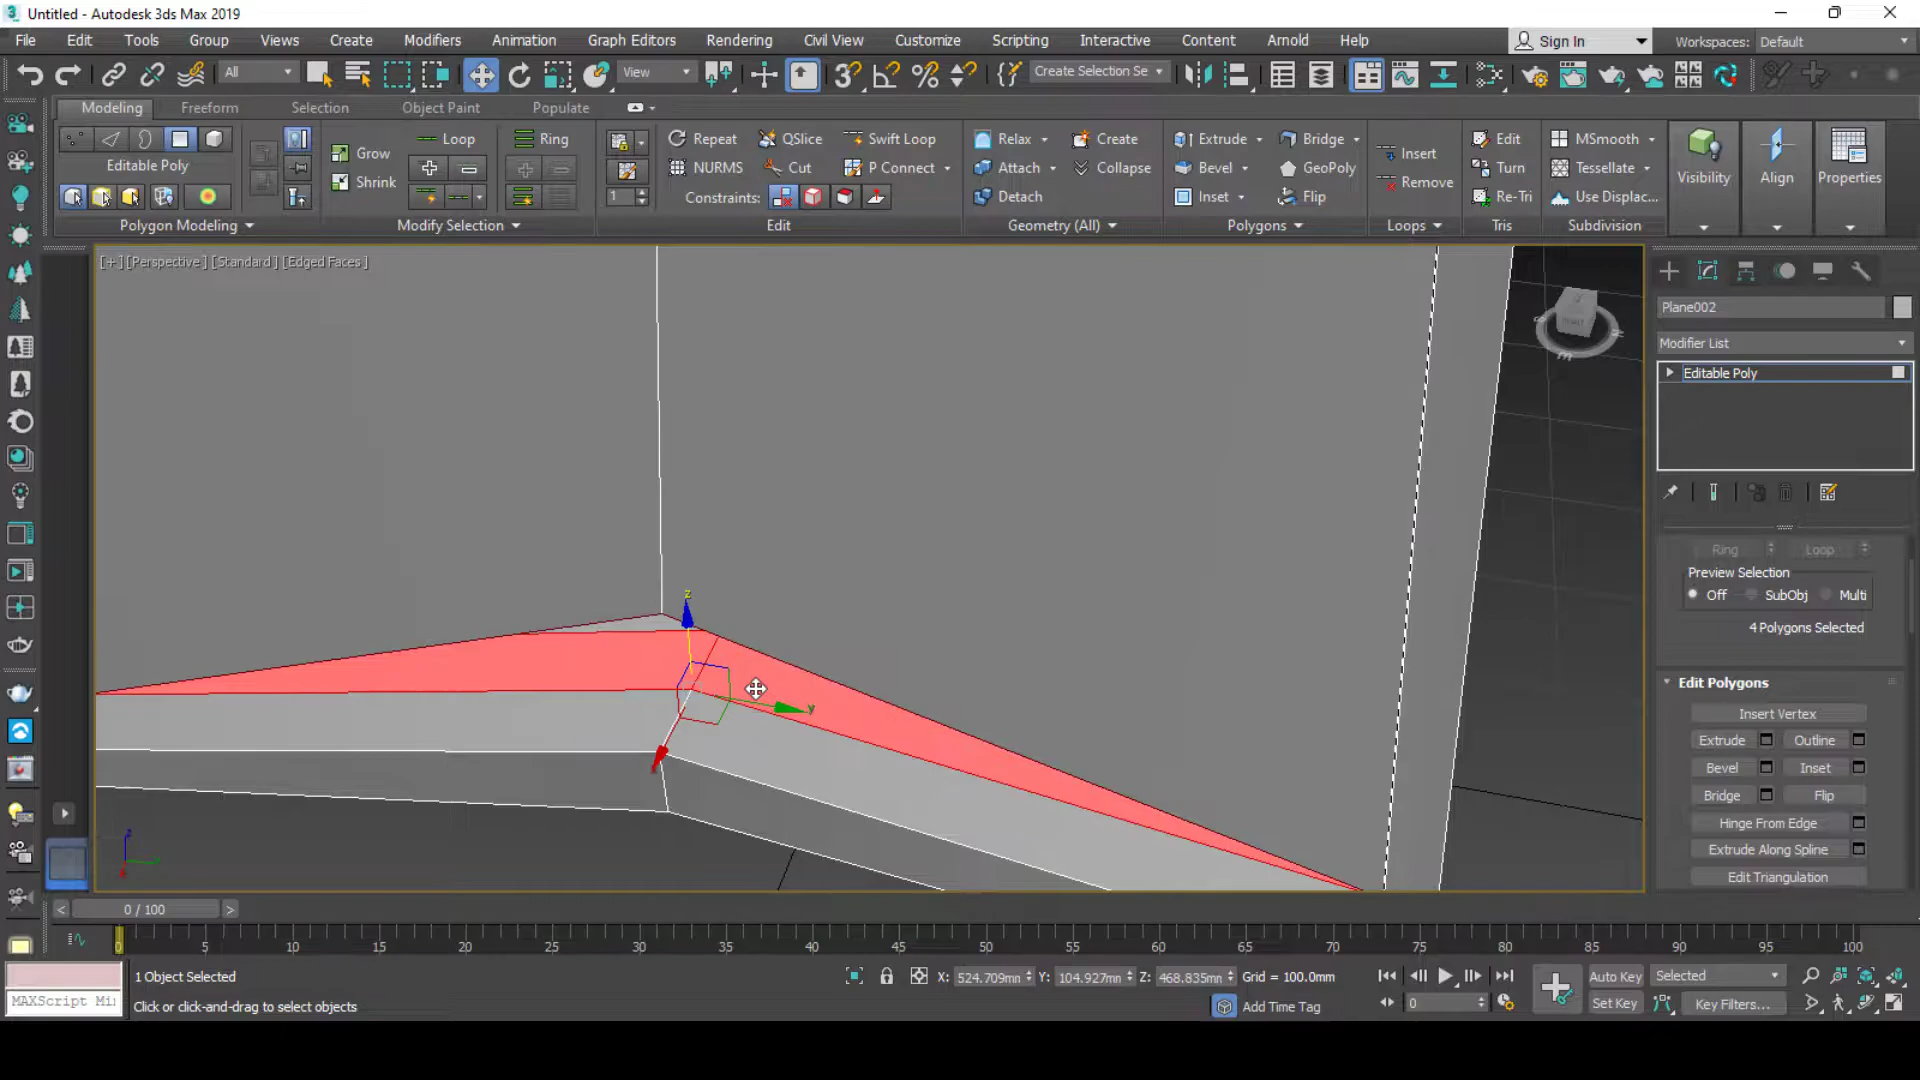 Untitled - Autodesk 3ds Max 2019
File Edit Tools Group Views Create Modifiers Animation Graph Editors Rendering Civil View Customize Scripting Interactive Content Arnold Help Sign In Workspaces: Default
All View Create Selection Se
Modeling Freeform Selection Object Paint Populate
Loop Ring Repeat QSlice Swift Loop Relax Create Extrude Bridge Edit MSmooth
Grow Insert
Editable Poly NURMS Cut P Connect Attach Collapse Bevel GeoPoly Turn Tessellate Visibility Align Properties
Shrink Remove
1 Constraints: Detach Inset Flip Re-Tri Use Displac...
Polygon Modeling Modify Selection Edit Geometry (All) Polygons Loops Tris Subdivision
[+] [Perspective] [Standard] [Edged Faces]
Plane002
Modifier List
Editable Poly
Ring Loop
Preview Selection
Off SubObj Multi
4 Polygons Selected
Edit Polygons
Insert Vertex
Extrude Outline
Bevel Inset
Bridge Flip
Hinge From Edge
Extrude Along Spline
Edit Triangulation
z
y
z
< 0 / 100 >
0 5 10 15 20 25 30 35 40 45 50 55 60 65 70 75 80 85 90 95 100
1 Object Selected X: 524.709mn Y: 104.927mn Z: 468.835mn Grid = 100.0mm Auto Key Selected
MAXScript Mi Click or click-and-drag to select objects Add Time Tag 0 Set Key Key Filters...